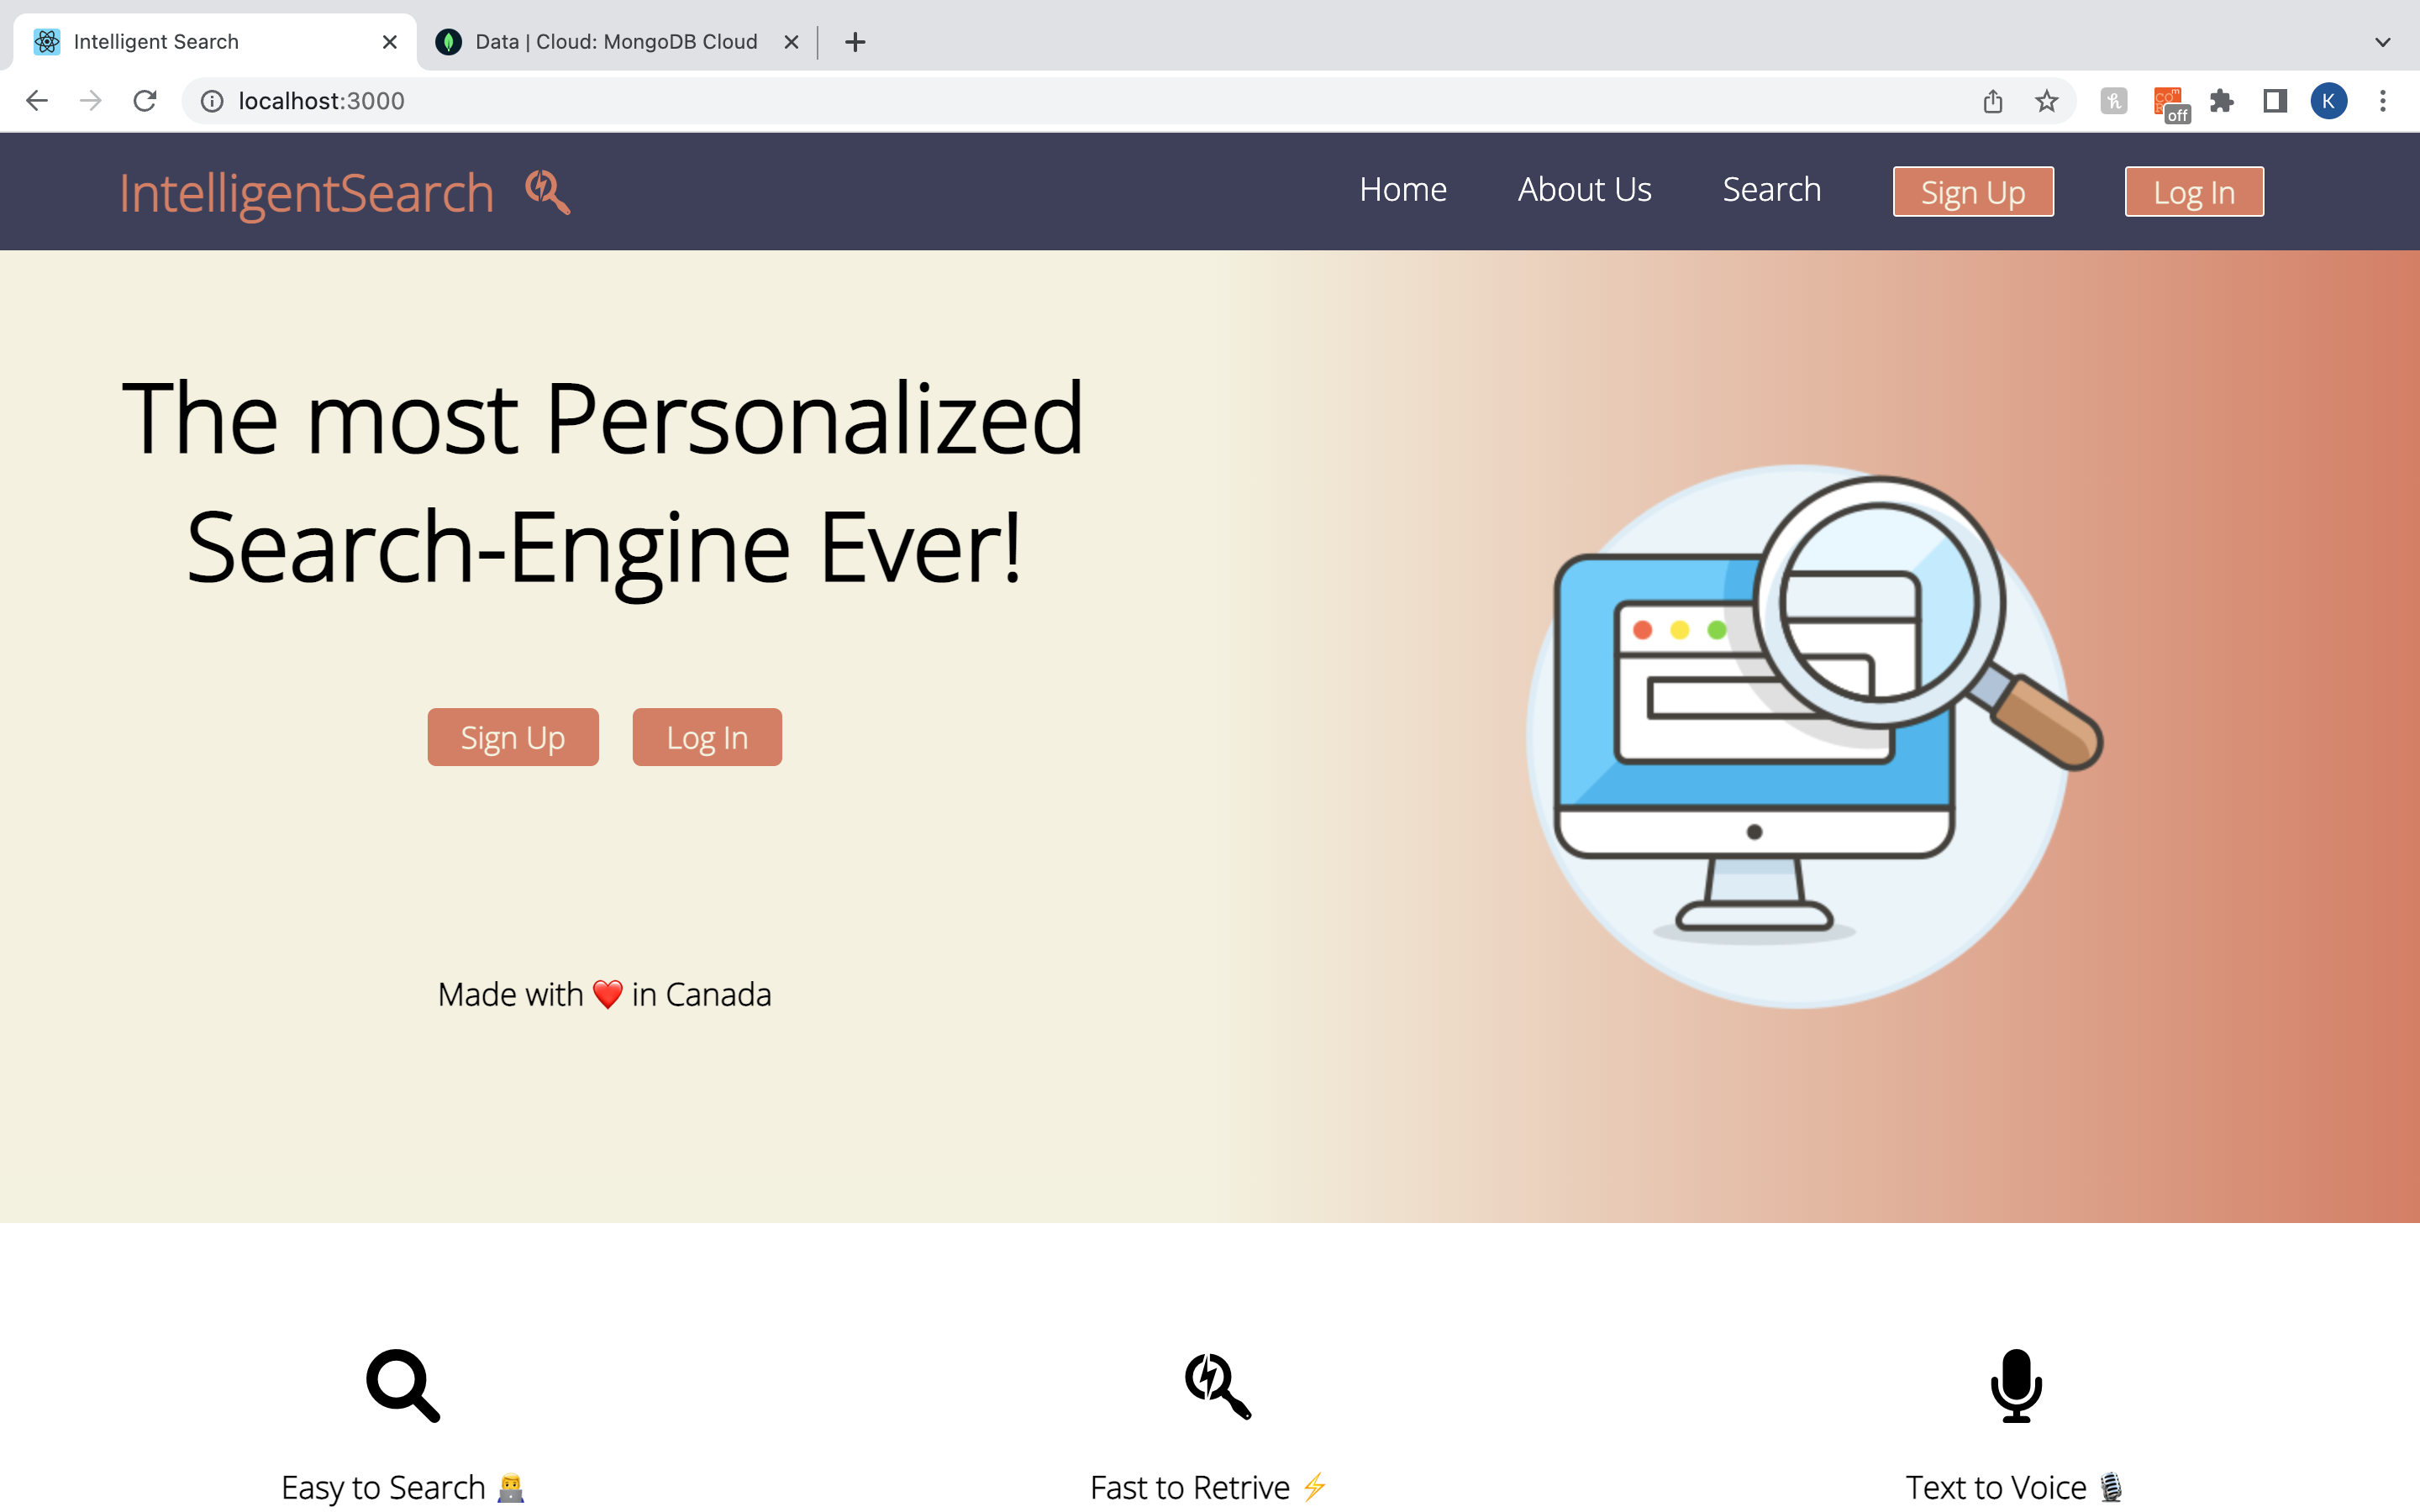 Intelligent Search
Data | Cloud: MongoDB Cloud
localhost:3000
off
K
IntelligentSearch
Home
About Us
Search
Sign Up
Log In
The most Personalized
Search-Engine Ever!
Sign Up
Log In
Made with ❤️ in Canada
Easy to Search 👨‍💻
Fast to Retrive ⚡
Text to Voice 🎙️